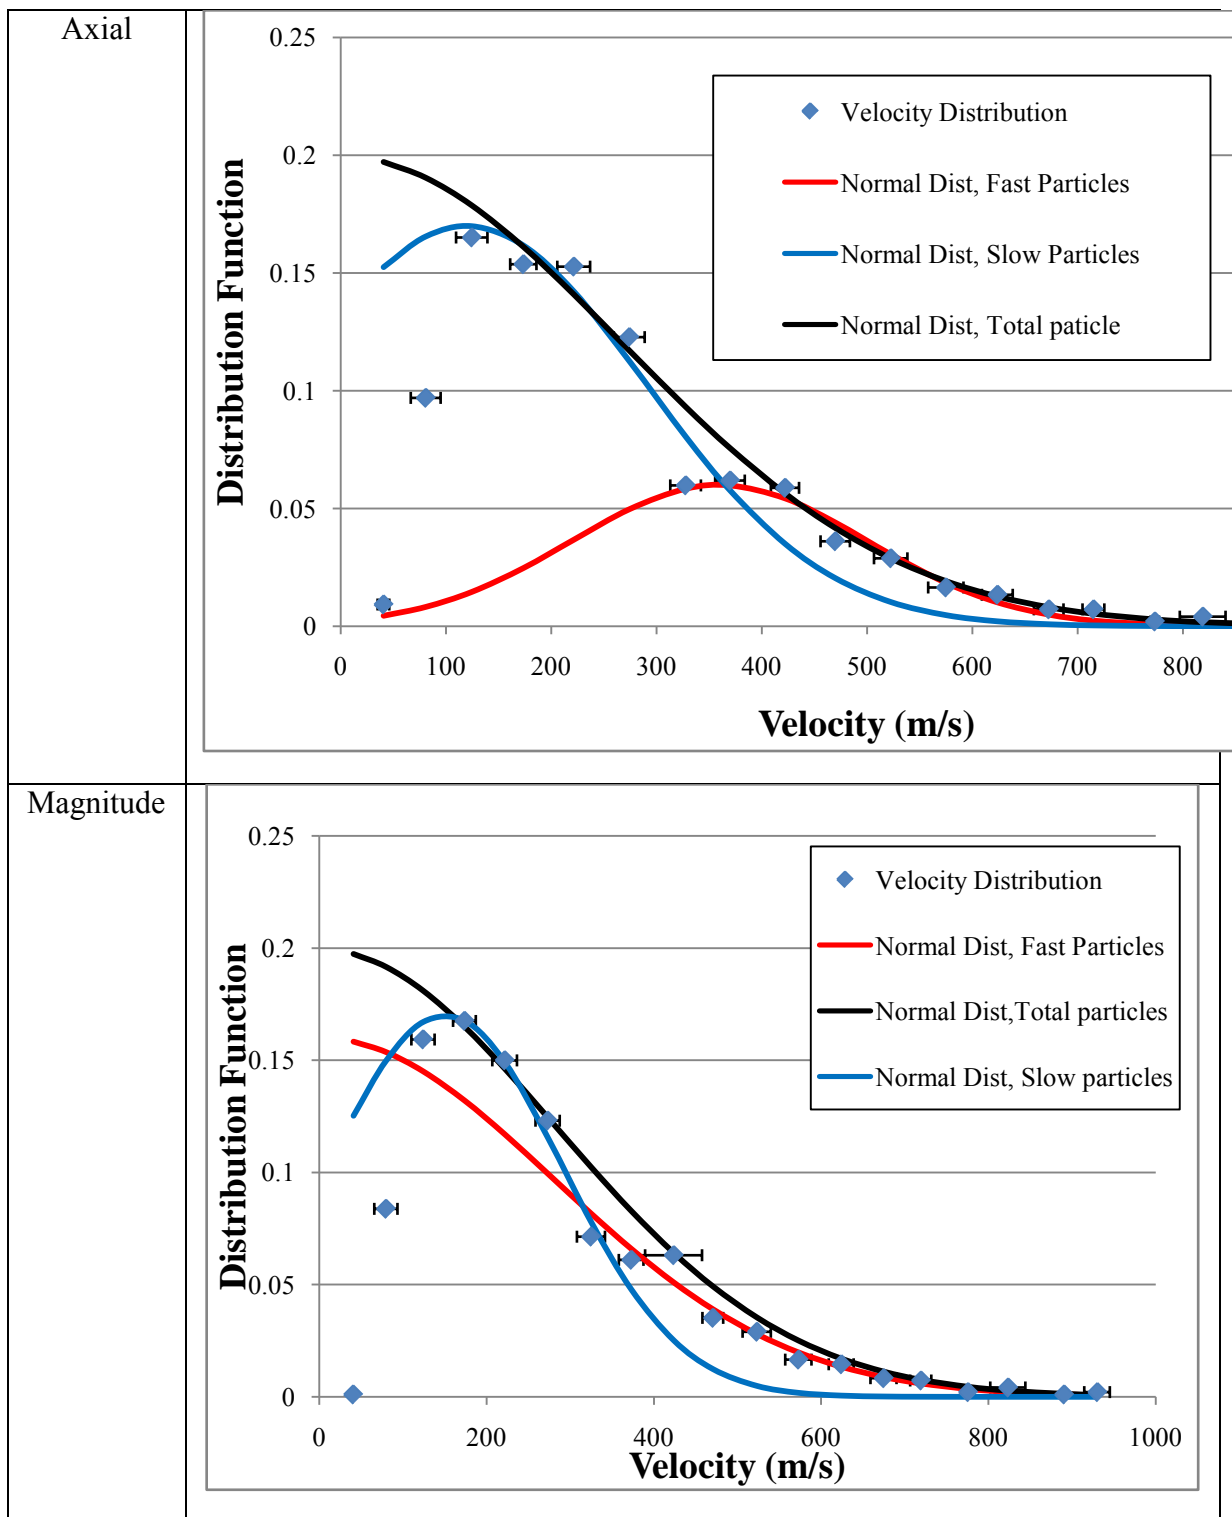 Axial
0.25
0.2
0.15
0.1
0.05
0
Distribution Function
Velocity Distribution
Normal Dist, Fast Particles
Normal Dist, Slow Particles
Normal Dist, Total paticle
0 100 200 300 400 500 600 700 800
Velocity (m/s)
Magnitude
0.25
0.2
0.15
0.1
0.05
0
Distribution Function
Velocity Distribution
Normal Dist, Fast Particles
Normal Dist,Total particles
Normal Dist, Slow particles
0 200 400 600 800 1000
Velocity (m/s)